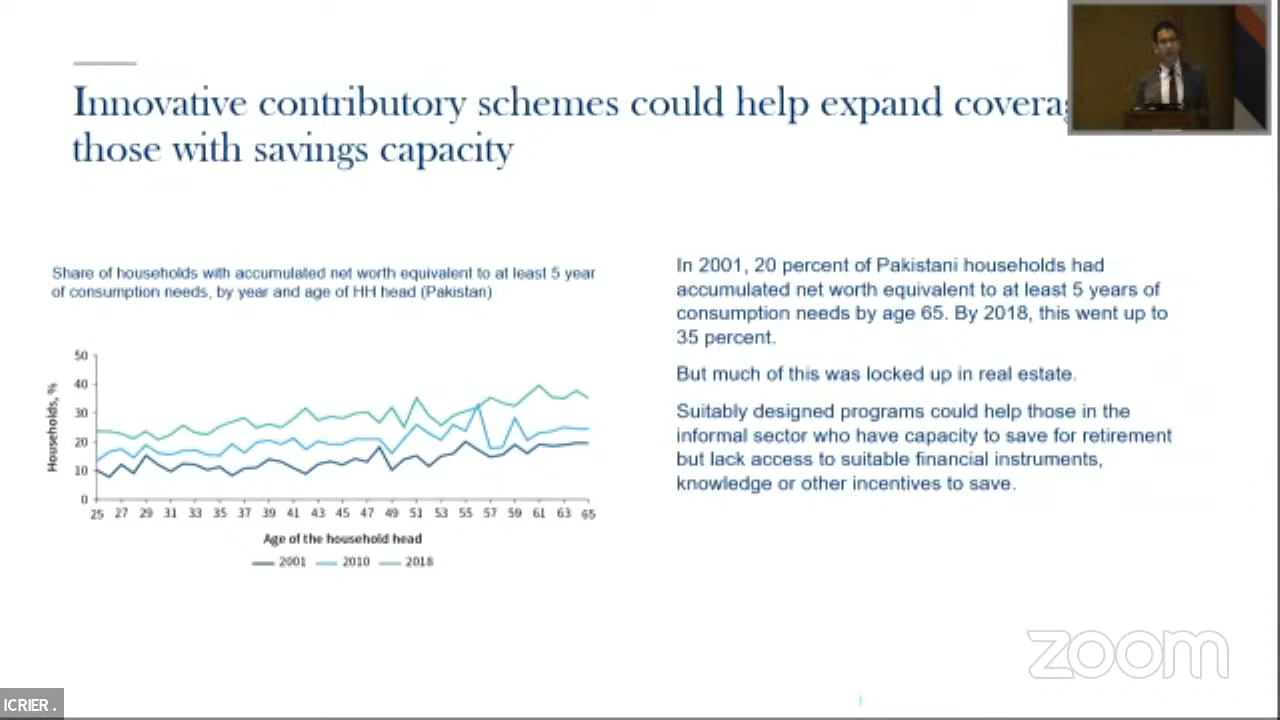 Innovative contributory schemes could help expand
those with savings capacity
Share of households with accumulated net worth equivalent to at least 5 year
of consumption needs, by year and age of HH head (Pakistan)
Households, %
50
40
30
20
10
0
25 27 29 31 33 35 37 39 41 43 45 47 49 51 53 55 57 59 61 63 65
Age of the household head
2001 2010 2018
In 2001, 20 percent of Pakistani households had
accumulated net worth equivalent to at least 5 years of
consumption needs by age 65. By 2018, this went up to
35 percent.
But much of this was locked up in real estate.
Suitably designed programs could help those in the
informal sector who have capacity to save for retirement
but lack access to suitable financial instruments,
knowledge or other incentives to save.
zoom
ICRIER .